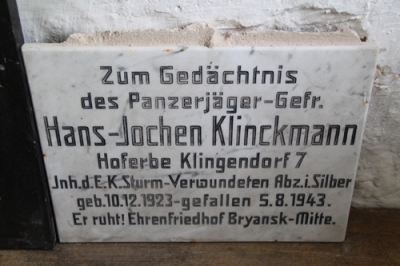 Zum Gedächtnis
des Panzerjäger-Gefr.
Hans-Jochen Klinckmann
Hoferbe Klingendorf 7
Jnh.d.E.K.Sturm-Verwundeten Abz.i.Silber
geb.10.12.1923-gefallen 5.8.1943.
Er ruht! Ehrenfriedhof Bryansk-Mitte.